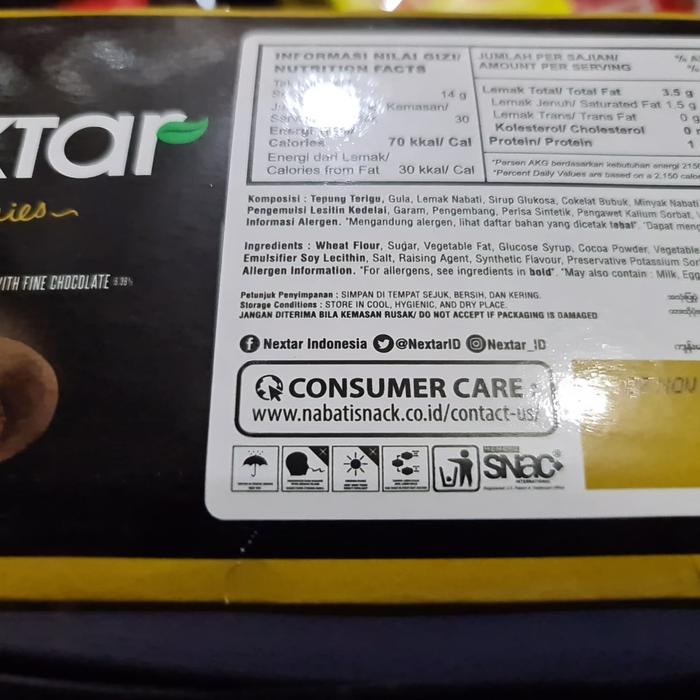 xTar
ies
WITH FINE CHOCOLATE
INFORMASI NILAI GIZI/
NUTRITION FACTS
14 g
Kemasan/
30
Calories 70 kkal/ Cal
Energi dari Lemak/
Calories from Fat 30 kkal/ Cal
JUMLAH PER SAJIAN/
AMOUNT PER SERVING
Lemak Total/ Total Fat 3.5 g
Lemak Jenuh/ Saturated Fat 1.5 g
Lemak Trans/ Trans Fat 0 g
Kolesterol/ Cholesterol 0
Protein/ Protein 1
*Persen AKG berdasarkan kebutuhan energi 2150
*Percent Daily Values are based on a 2,150 calor
Komposisi : Tepung Terigu, Gula, Lemak Nabati, Sirup Glukosa, Cokelat Bubuk, Minyak Nabati
Pengemulsi Lesitin Kedelai, Garam, Pengembang, Perisa Sintetik, Pengawet Kalium Sorbat,
Informasi Alergen. *Mengandung alergen, lihat daftar bahan yang dicetak tebal*. *Dapat meng
Ingredients : Wheat Flour, Sugar, Vegetable Fat, Glucose Syrup, Cocoa Powder, Vegetable
Emulsifier Soy Lecithin, Salt, Raising Agent, Synthetic Flavour, Preservative Potassium Sor
Allergen Information. *For allergens, see ingredients in bold*. *May also contain : Milk, Egg
Petunjuk Penyimpanan : SIMPAN DI TEMPAT SEJUK, BERSIH, DAN KERING.
Storage Conditions : STORE IN COOL, HYGIENIC, AND DRY PLACE.
JANGAN DITERIMA BILA KEMASAN RUSAK/ DO NOT ACCEPT IF PACKAGING IS DAMAGED
Nextar Indonesia @NextarID Nextar_ID
CONSUMER CARE
www.nabatisnack.co.id/contact-us/
NOV
SNAC
INTERNATIONAL